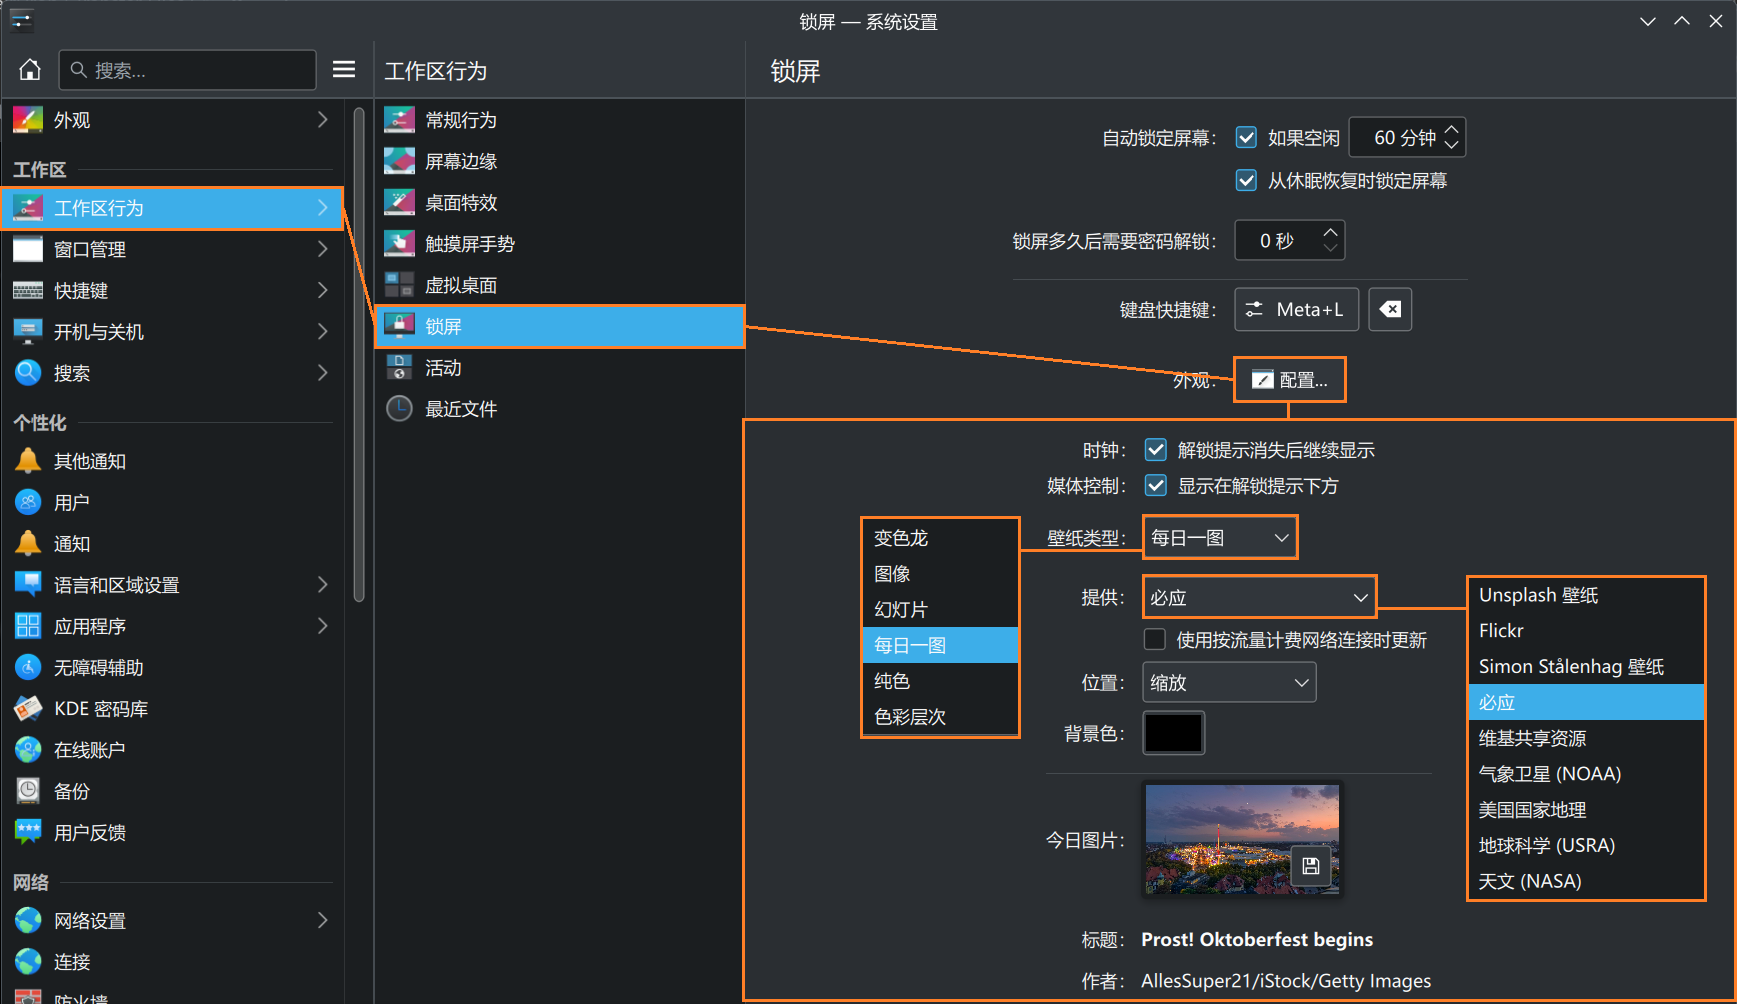 锁屏 — 系统设置
搜索...
工作区行为
锁屏
外观
工作区
工作区行为
窗口管理
快捷键
开机与关机
搜索
个性化
其他通知
用户
通知
语言和区域设置
应用程序
无障碍辅助
KDE 密码库
在线账户
备份
用户反馈
网络
网络设置
连接
防火墙
常规行为
屏幕边缘
桌面特效
触摸屏手势
虚拟桌面
锁屏
活动
最近文件
自动锁定屏幕： 如果空闲 60 分钟
从休眠恢复时锁定屏幕
锁屏多久后需要密码解锁： 0 秒
键盘快捷键： Meta+L
外观： 配置...
时钟： 解锁提示消失后继续显示
媒体控制： 显示在解锁提示下方
壁纸类型： 每日一图
变色龙
图像
幻灯片
每日一图
纯色
色彩层次
提供： 必应
使用按流量计费网络连接时更新
位置： 缩放
背景色：
今日图片：
标题： Prost! Oktoberfest begins
作者： AllesSuper21/iStock/Getty Images
Unsplash 壁纸
Flickr
Simon Stålenhag 壁纸
必应
维基共享资源
气象卫星 (NOAA)
美国国家地理
地球科学 (USRA)
天文 (NASA)